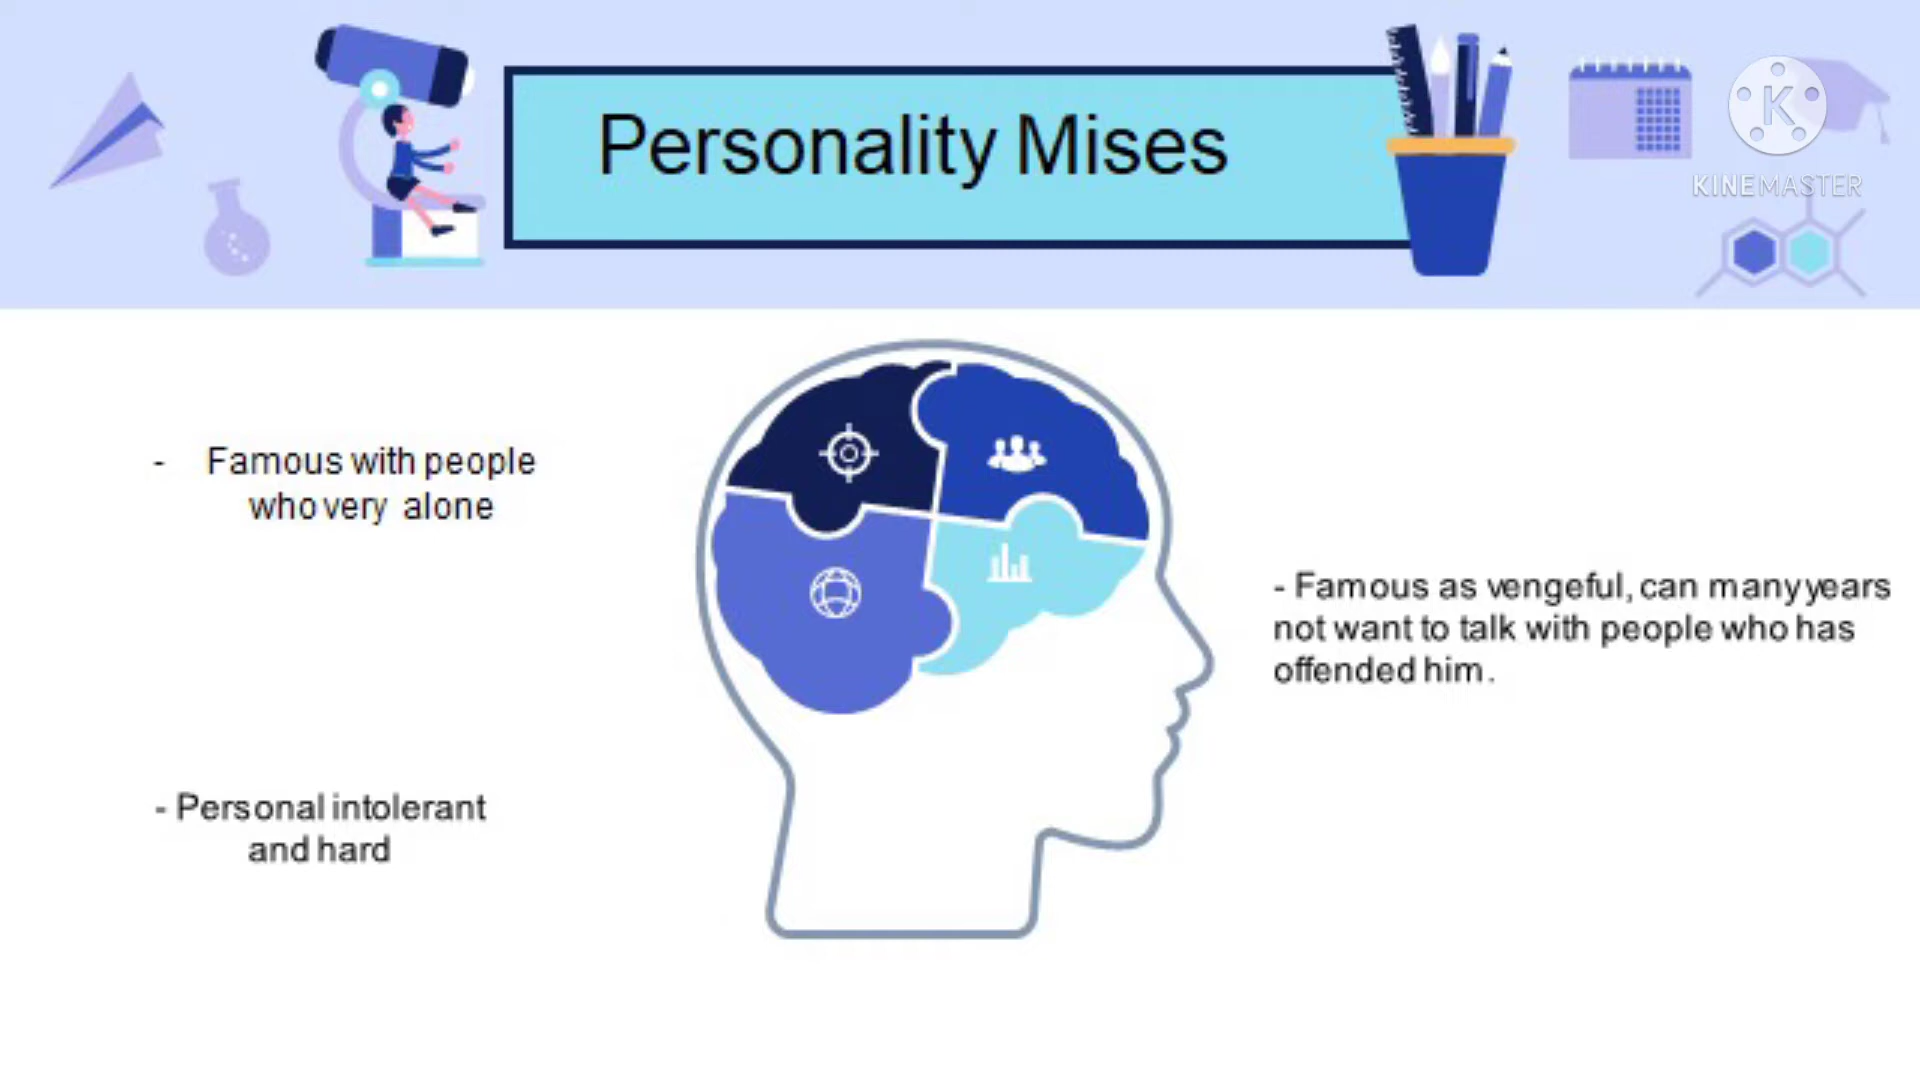 Personality Mises
K
KINEMASTER
- Famous with people
who very alone
- Famous as vengeful, can many years
not want to talk with people who has
offended him.
- Personal intolerant
and hard